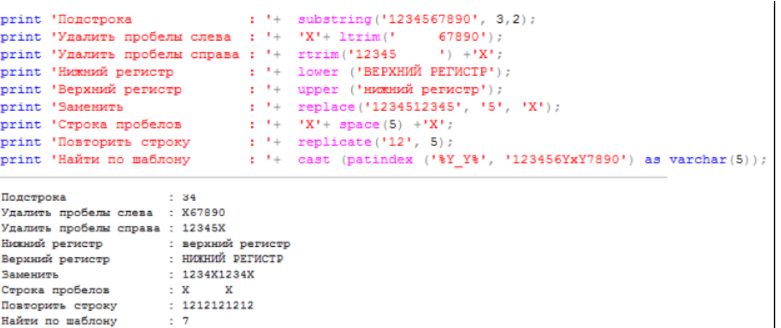 print 'Подстрока               : '+  substring('1234567890', 3,2);
print 'Удалить пробелы слева   : '+  'X'+ ltrim('     67890');
print 'Удалить пробелы справа : '+  rtrim('12345     ') +'X';
print 'Нижний регистр          : '+  lower ('ВЕРХНИЙ РЕГИСТР');
print 'Верхний регистр         : '+  upper ('нижний регистр');
print 'Заменить                : '+  replace('1234512345', '5', 'X');
print 'Строка пробелов         : '+  'X'+ space(5) +'X';
print 'Повторить строку        : '+  replicate('12', 5);
print 'Найти по шаблону        : '+  cast (patindex ('%Y_Y%', '123456YxY7890') as varchar(5));
Подстрока               : 34
Удалить пробелы слева   : X67890
Удалить пробелы справа : 12345X
Нижний регистр          : верхний регистр
Верхний регистр         : НИЖНИЙ РЕГИСТР
Заменить                : 1234X1234X
Строка пробелов         : X     X
Повторить строку        : 1212121212
Найти по шаблону        : 7